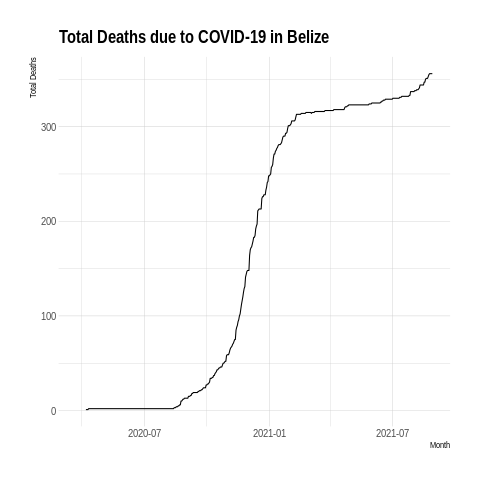 Total Deaths due to COVID-19 in Belize
Total Deaths
300
200
100
0
2020-07
2021-01
2021-07
Month